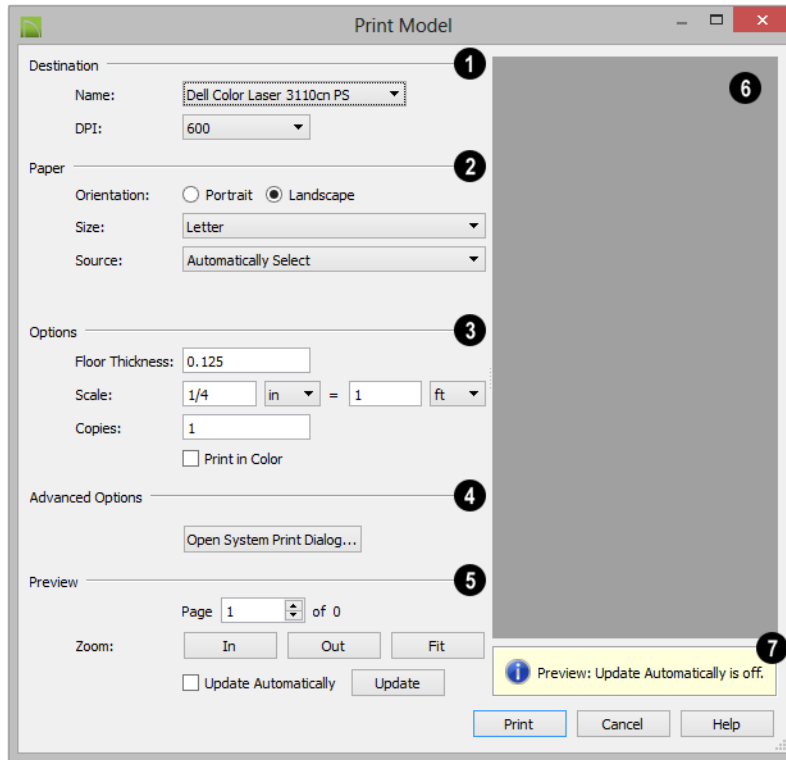 Print Model
Destination 1
Name: Dell Color Laser 3110cn PS
DPI: 600
Paper 2
Orientation: Portrait Landscape
Size: Letter
Source: Automatically Select
Options 3
Floor Thickness: 0.125
Scale: 1/4 in = 1 ft
Copies: 1
Print in Color
Advanced Options 4
Open System Print Dialog...
Preview 5
Page 1 of 0
Zoom: In Out Fit
Update Automatically Update
6
7
Preview: Update Automatically is off.
Print Cancel Help